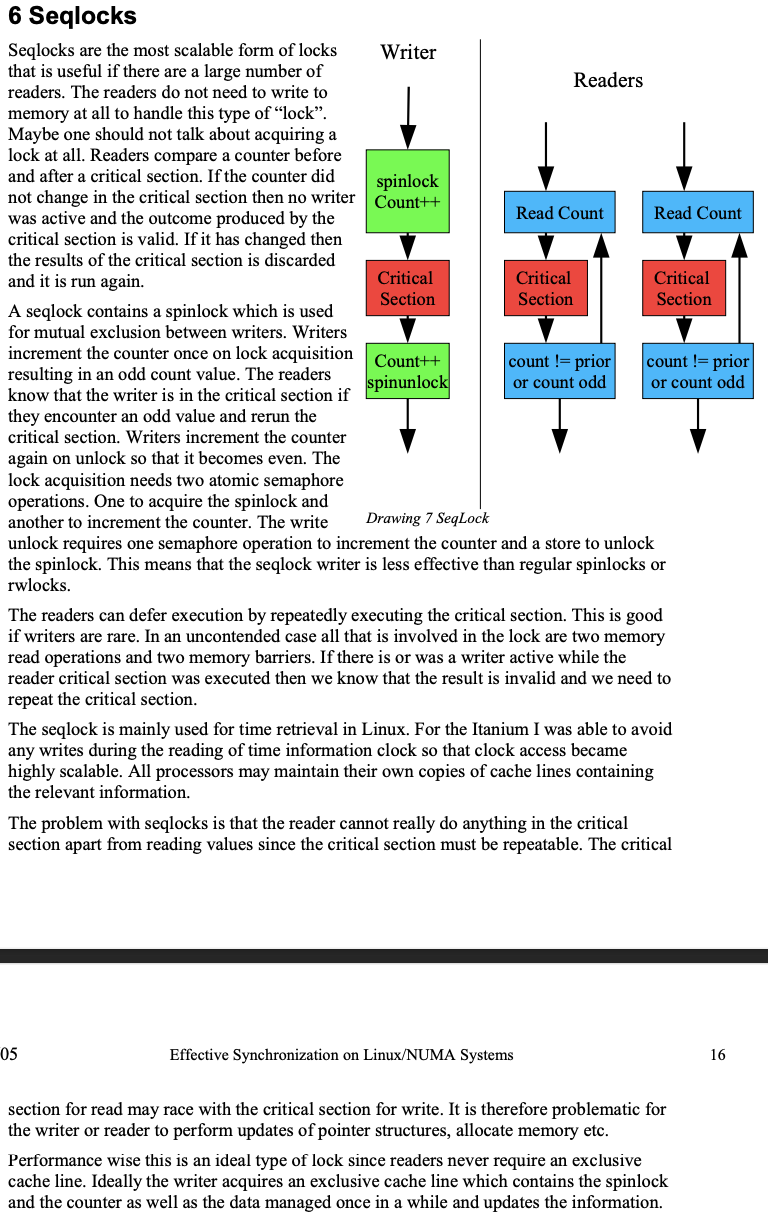 6 Seqlocks
Seqlocks are the most scalable form of locks
that is useful if there are a large number of
readers. The readers do not need to write to
memory at all to handle this type of “lock”.
Maybe one should not talk about acquiring a
lock at all. Readers compare a counter before
and after a critical section. If the counter did
not change in the critical section then no writer
was active and the outcome produced by the
critical section is valid. If it has changed then
the results of the critical section is discarded
and it is run again.
A seqlock contains a spinlock which is used
for mutual exclusion between writers. Writers
increment the counter once on lock acquisition
resulting in an odd count value. The readers
know that the writer is in the critical section if
they encounter an odd value and rerun the
critical section. Writers increment the counter
again on unlock so that it becomes even. The
lock acquisition needs two atomic semaphore
operations. One to acquire the spinlock and
another to increment the counter. The write
Writer
spinlock
Count++
Critical
Section
Count++
spinunlock
Readers
Read Count
Critical
Section
count != prior
or count odd
Read Count
Critical
Section
count != prior
or count odd
Drawing 7 SeqLock
unlock requires one semaphore operation to increment the counter and a store to unlock
the spinlock. This means that the seqlock writer is less effective than regular spinlocks or
rwlocks.
The readers can defer execution by repeatedly executing the critical section. This is good
if writers are rare. In an uncontended case all that is involved in the lock are two memory
read operations and two memory barriers. If there is or was a writer active while the
reader critical section was executed then we know that the result is invalid and we need to
repeat the critical section.
The seqlock is mainly used for time retrieval in Linux. For the Itanium I was able to avoid
any writes during the reading of time information clock so that clock access became
highly scalable. All processors may maintain their own copies of cache lines containing
the relevant information.
The problem with seqlocks is that the reader cannot really do anything in the critical
section apart from reading values since the critical section must be repeatable. The critical
05 Effective Synchronization on Linux/NUMA Systems 16
section for read may race with the critical section for write. It is therefore problematic for
the writer or reader to perform updates of pointer structures, allocate memory etc.
Performance wise this is an ideal type of lock since readers never require an exclusive
cache line. Ideally the writer acquires an exclusive cache line which contains the spinlock
and the counter as well as the data managed once in a while and updates the information.